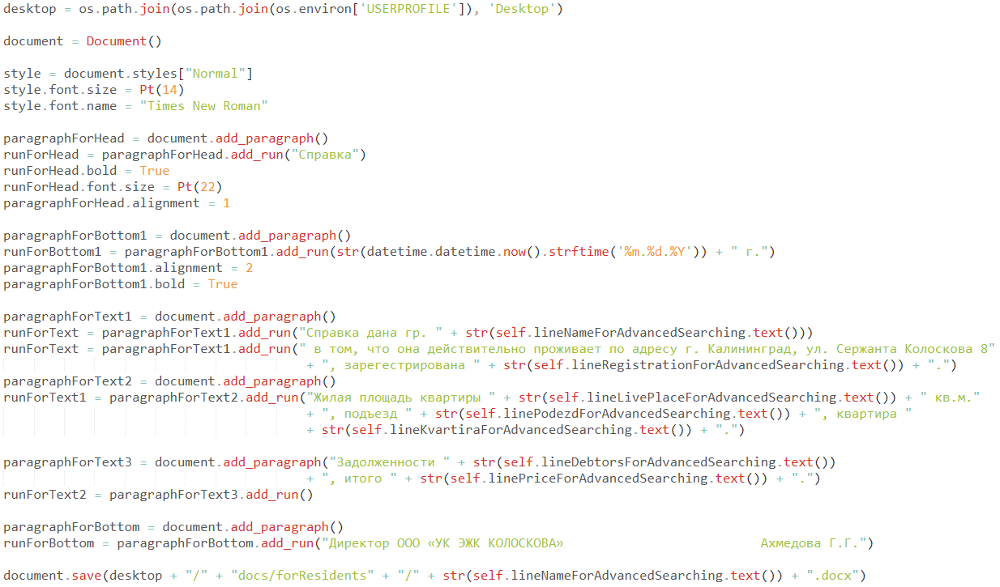 desktop = os.path.join(os.path.join(os.environ['USERPROFILE']), 'Desktop')
document = Document()
style = document.styles["Normal"]
style.font.size = Pt(14)
style.font.name = "Times New Roman"
paragraphForHead = document.add_paragraph()
runForHead = paragraphForHead.add_run("Справка")
runForHead.bold = True
runForHead.font.size = Pt(22)
paragraphForHead.alignment = 1
paragraphForBottom1 = document.add_paragraph()
runForBottom1 = paragraphForBottom1.add_run(str(datetime.datetime.now().strftime('%m.%d.%Y')) + " г.")
paragraphForBottom1.alignment = 2
paragraphForBottom1.bold = True
paragraphForText1 = document.add_paragraph()
runForText = paragraphForText1.add_run("Справка дана гр. " + str(self.lineNameForAdvancedSearching.text()))
runForText = paragraphForText1.add_run(" в том, что она действительно проживает по адресу г. Калининград, ул. Сержанта Колоскова 8"
+ ", зарегестрирована " + str(self.lineRegistrationForAdvancedSearching.text()) + ".")
paragraphForText2 = document.add_paragraph()
runForText1 = paragraphForText2.add_run("Жилая площадь квартиры " + str(self.lineLivePlaceForAdvancedSearching.text()) + " кв.м."
+ ", подъезд " + str(self.linePodezdForAdvancedSearching.text()) + ", квартира "
+ str(self.lineKvartiraForAdvancedSearching.text()) + ".")
paragraphForText3 = document.add_paragraph("Задолженности " + str(self.lineDebtorsForAdvancedSearching.text())
+ ", итого " + str(self.linePriceForAdvancedSearching.text()) + ".")
runForText2 = paragraphForText3.add_run()
paragraphForBottom = document.add_paragraph()
runForBottom = paragraphForBottom.add_run("Директор ООО «УК ЭЖК КОЛОСКОВА»                          Ахмедова Г.Г.")
document.save(desktop + "/" + "docs/forResidents" + "/" + str(self.lineNameForAdvancedSearching.text()) + ".docx")